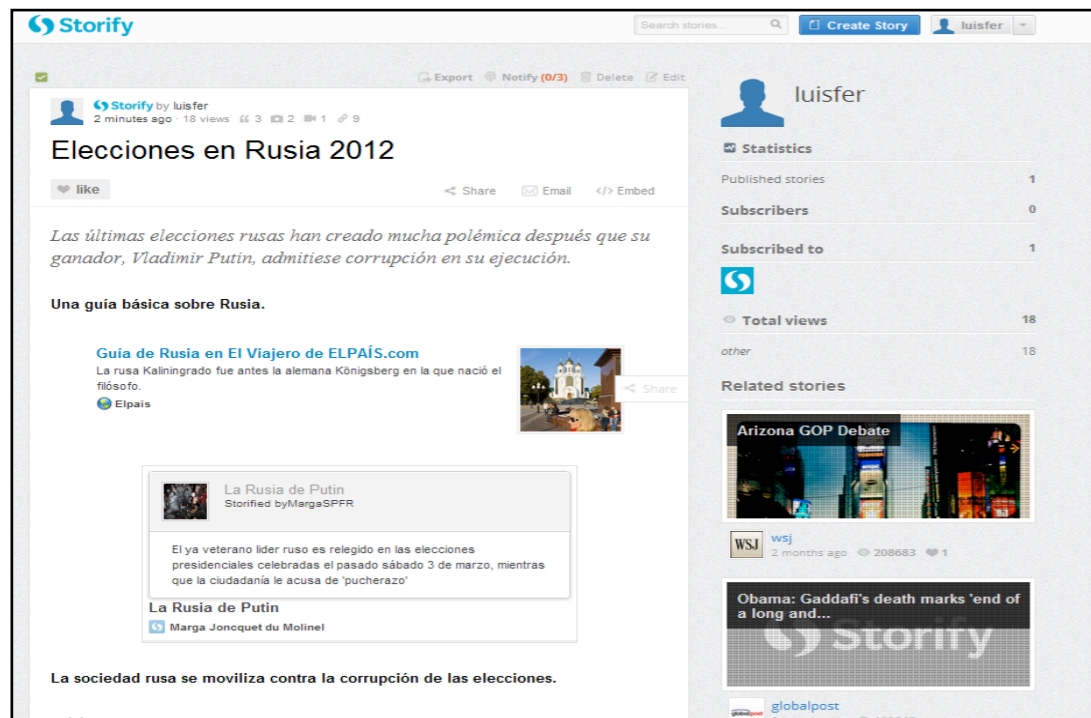 Storify
Search stories...
Create Story
luisfer
Export Notify (0/3) Delete Edit
Storify by luisfer
2 minutes ago · 18 views 3 2 1 9
Elecciones en Rusia 2012
like
Share Email </> Embed
Las últimas elecciones rusas han creado mucha polémica después que su
ganador, Vladimir Putin, admitiese corrupción en su ejecución.
Una guía básica sobre Rusia.
Guía de Rusia en El Viajero de ELPAÍS.com
La rusa Kaliningrado fue antes la alemana Königsberg en la que nació el
filósofo.
Elpais
Share
La Rusia de Putin
Storified byMargaSPFR
El ya veterano lider ruso es relegido en las elecciones
presidenciales celebradas el pasado sábado 3 de marzo, mientras
que la ciudadanía le acusa de 'pucherazo'
La Rusia de Putin
Marga Joncquet du Molinel
La sociedad rusa se moviliza contra la corrupción de las elecciones.
luisfer
Statistics
Published stories 1
Subscribers 0
Subscribed to 1
Total views 18
other 18
Related stories
Arizona GOP Debate
WSJ
wsj
2 months ago 208683 1
Obama: Gaddafi's death marks 'end of
a long and...
Storify
globalpost
globalpost